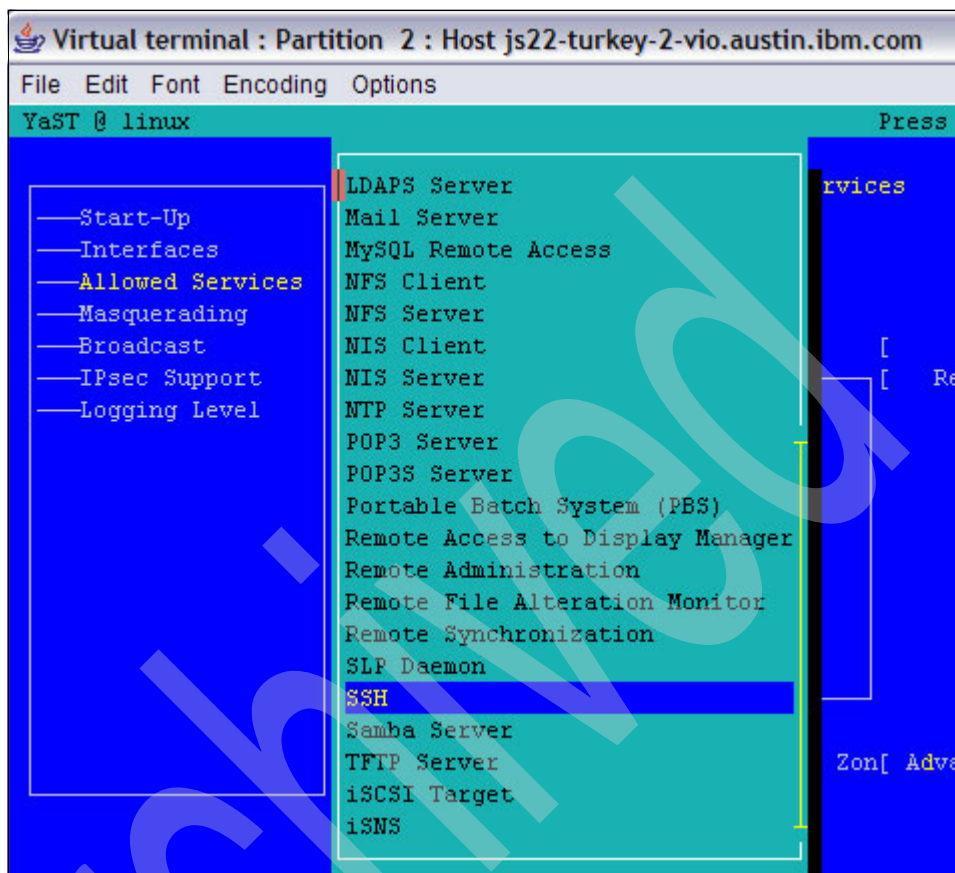 Virtual terminal : Partition 2 : Host js22-turkey-2-vio.austin.ibm.com
File Edit Font Encoding Options
YaST @ linux Press
LDAPS Server rvices
Start-Up Mail Server
Interfaces MySQL Remote Access
Allowed Services NFS Client
Masquerading NFS Server
Broadcast NIS Client [
IPsec Support NIS Server [ Re
Logging Level NTP Server
POP3 Server
POP3S Server
Portable Batch System (PBS)
Remote Access to Display Manager
Remote Administration
Remote File Alteration Monitor
Remote Synchronization
SLP Daemon
SSH
Samba Server
TFTP Server Zon[ Adva
iSCSI Target
iSNS
chived